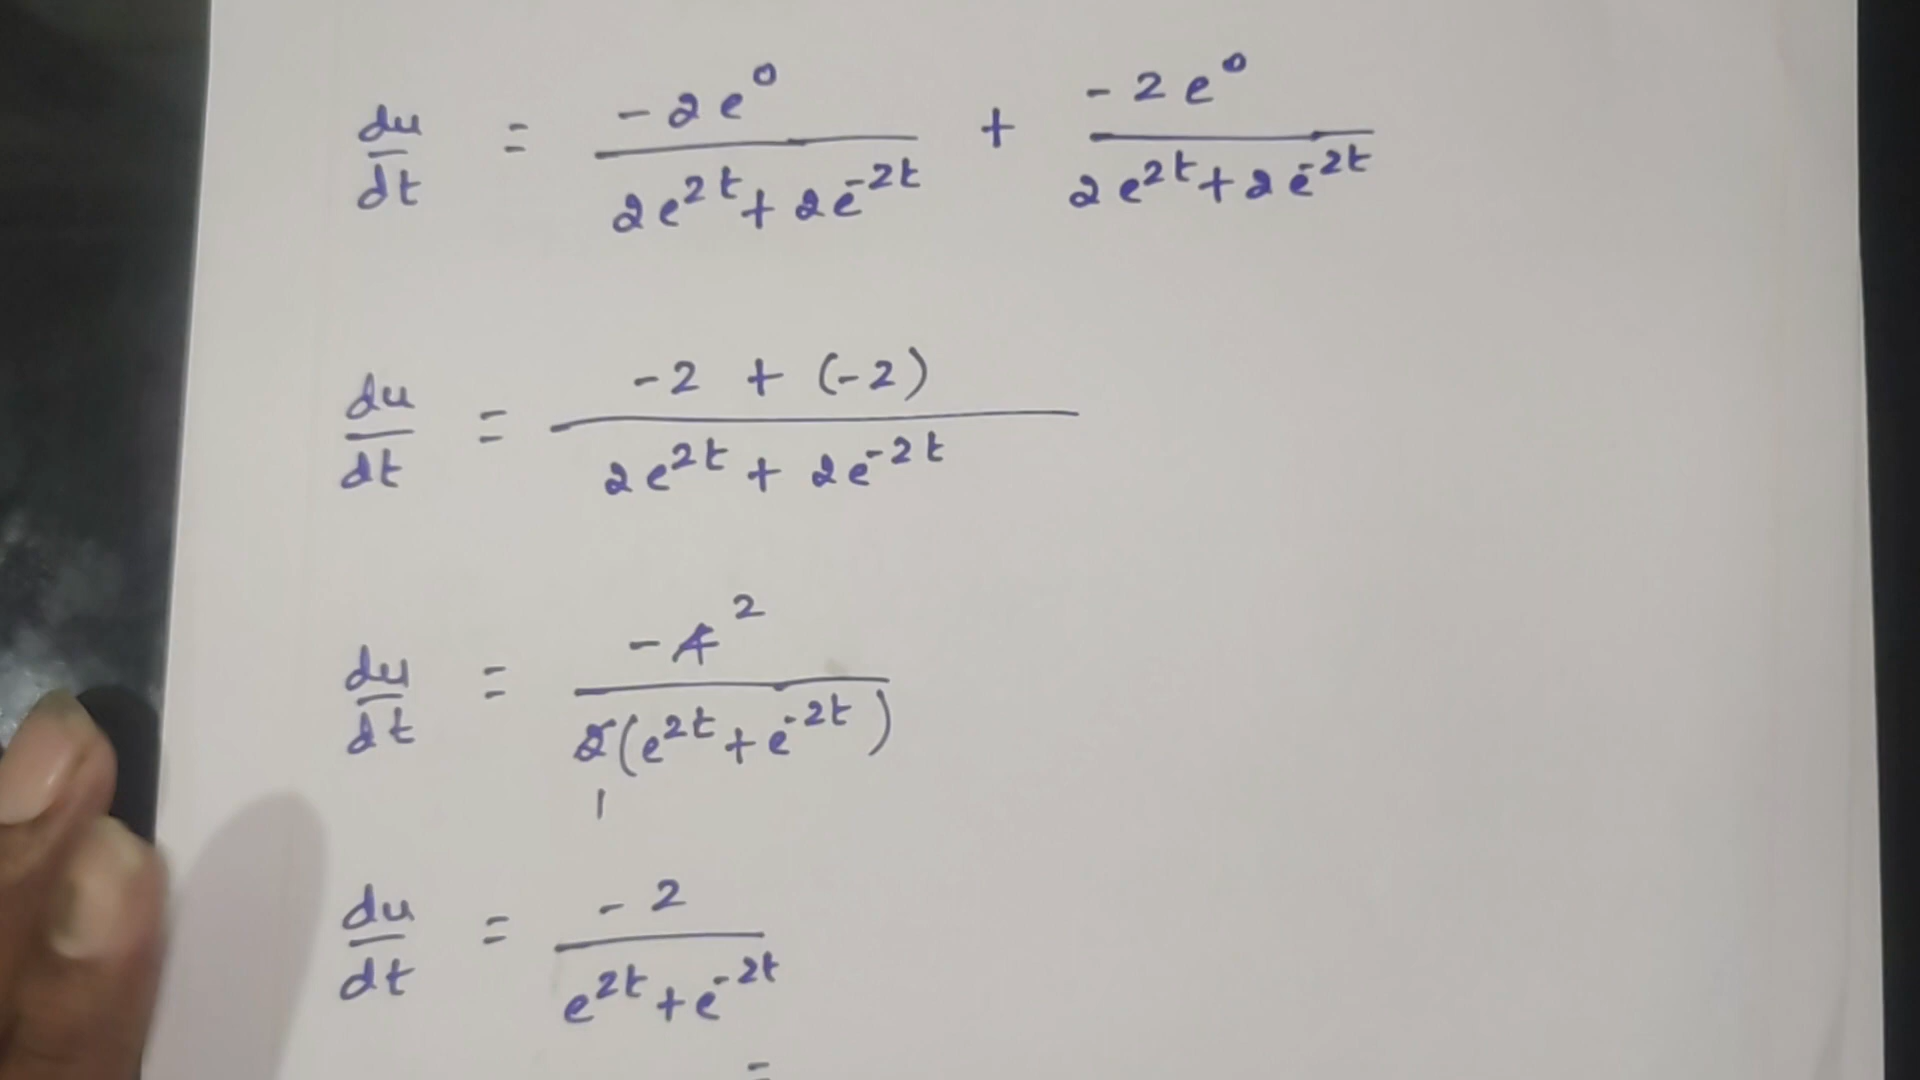 du/dt = -2e^0/(2e^2t + 2e^-2t) + -2e^0/(2e^2t + 2e^-2t)
du/dt = (-2 + (-2))/(2e^2t + 2e^-2t)
du/dt = -4 2/(2(e^2t + e^-2t)) 1
du/dt = -2/(e^2t + e^-2t)